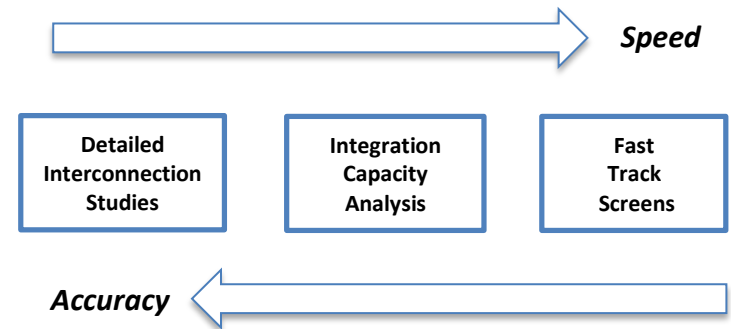 Speed
Detailed
Interconnection
Studies
Integration
Capacity
Analysis
Fast
Track
Screens
Accuracy